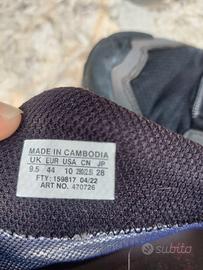 MADE IN CAMBODIA
UK EUR USA CN JP
9.5 44 10 280(2.5) 28
FTY: 159817 04/22
ART NO. 470726
subito